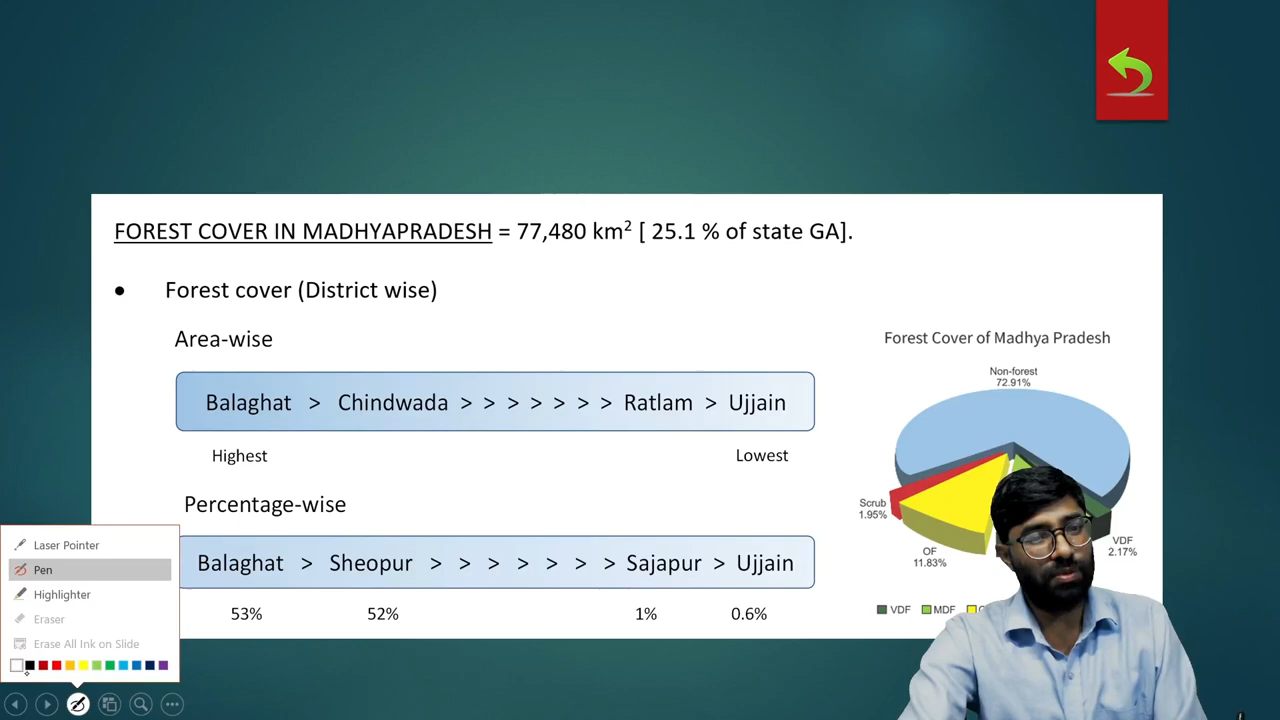 FOREST COVER IN MADHYAPRADESH = 77,480 km² [ 25.1 % of state GA].
• Forest cover (District wise)
Area-wise
Balaghat > Chindwada > > > > > > > Ratlam > Ujjain
Highest Lowest
Percentage-wise
Balaghat > Sheopur > > > > > > > Sajapur > Ujjain
53% 52% 1% 0.6%
Forest Cover of Madhya Pradesh
Non-forest
72.91%
Scrub
1.95%
OF
11.83%
VDF
2.17%
VDF MDF
Laser Pointer
Pen
Highlighter
Eraser
Erase All Ink on Slide